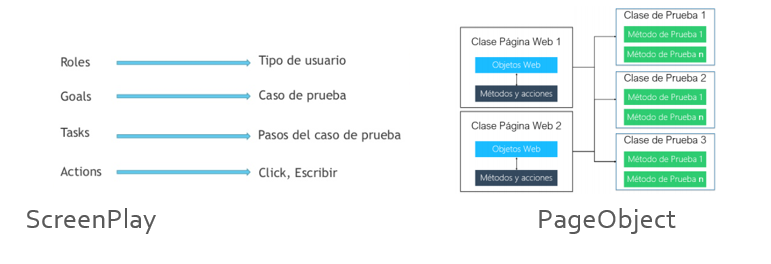 Roles
Tipo de usuario
Goals
Caso de prueba
Tasks
Pasos del caso de prueba
Actions
Click, Escribir
ScreenPlay
Clase Página Web 1
Objetos Web
Métodos y acciones
Clase Página Web 2
Objetos Web
Métodos y acciones
Clase de Prueba 1
Método de Prueba 1
Método de Prueba n
Clase de Prueba 2
Método de Prueba 1
Método de Prueba n
Clase de Prueba 3
Método de Prueba 1
Método de Prueba n
PageObject